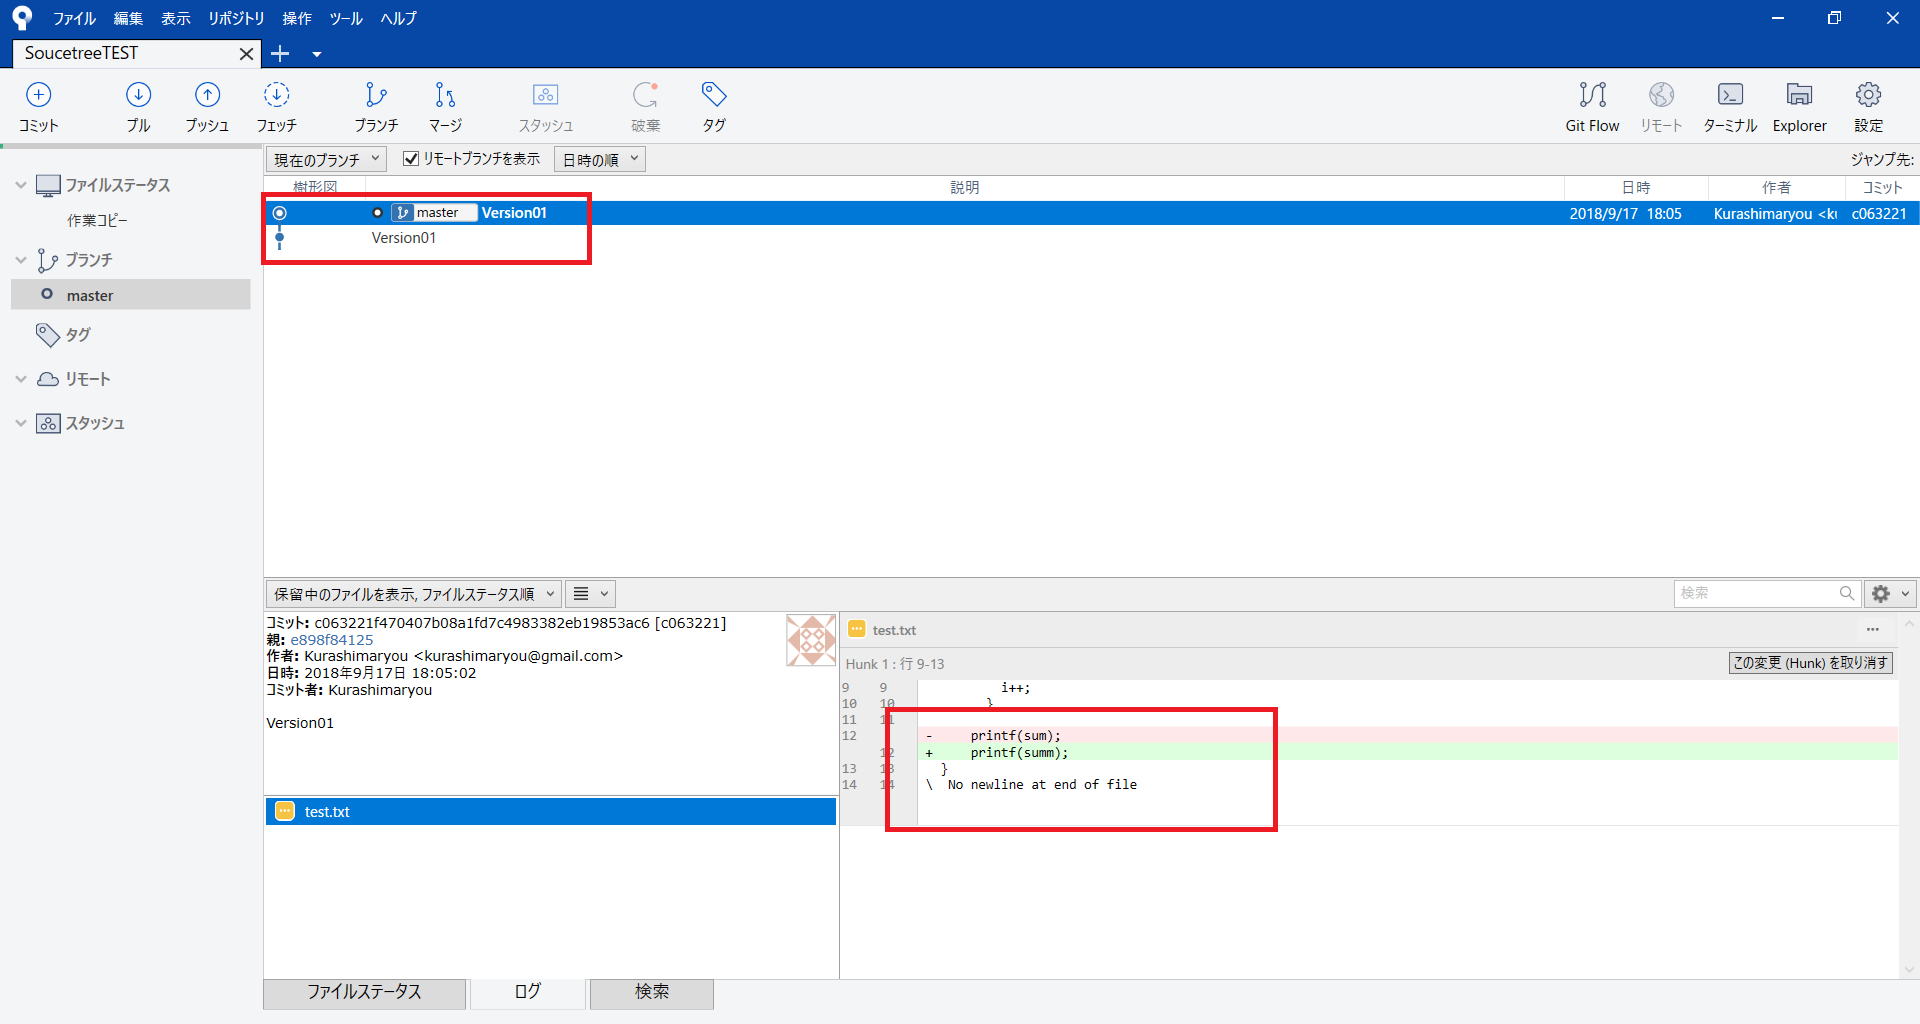 ファイル 編集 表示 リポジトリ 操作 ツール ヘルプ
SoucetreeTEST
コミット プル プッシュ フェッチ ブランチ マージ スタッシュ 破棄 タグ Git Flow リモート ターミナル Explorer 設定
現在のブランチ リモートブランチを表示 日時の順 ジャンプ先:
樹形図 説明 日時 作者 コミット
master Version01 2018/9/17 18:05 Kurashimaryou <kı c063221
Version01
ファイルステータス
作業コピー
ブランチ
master
タグ
リモート
スタッシュ
保留中のファイルを表示, ファイルステータス順 検索
コミット: c063221f470407b08a1fd7c4983382eb19853ac6 [c063221]
親: e898f84125
作者: Kurashimaryou <kurashimaryou@gmail.com>
日時: 2018年9月17日 18:05:02
コミット者: Kurashimaryou
Version01
test.txt
test.txt
Hunk 1 : 行 9-13 この変更 (Hunk) を取り消す
9 9 i++;
10 10 }
11 11
12 - printf(sum);
12 + printf(summ);
13 13 }
14 14 \ No newline at end of file
ファイルステータス ログ 検索